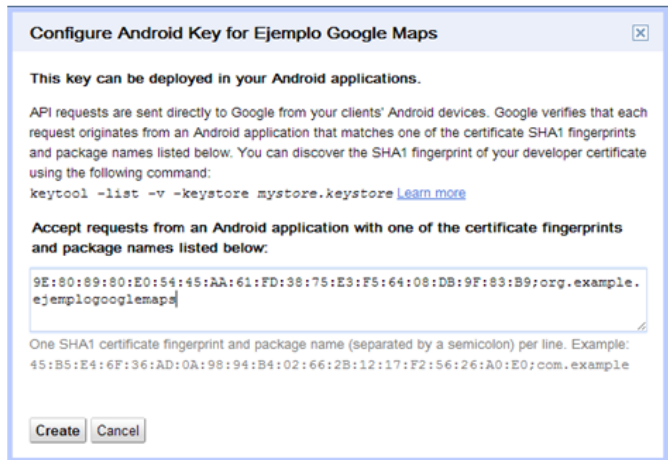 Configure Android Key for Ejemplo Google Maps
This key can be deployed in your Android applications.
API requests are sent directly to Google from your clients' Android devices. Google verifies that each
request originates from an Android application that matches one of the certificate SHA1 fingerprints
and package names listed below. You can discover the SHA1 fingerprint of your developer certificate
using the following command:
keytool -list -v -keystore mystore.keystore Learn more
Accept requests from an Android application with one of the certificate fingerprints
and package names listed below:
9E:80:89:80:E0:54:45:AA:61:FD:38:75:E3:F5:64:08:DB:9F:83:B9;org.example.
ejemplogooglemaps
One SHA1 certificate fingerprint and package name (separated by a semicolon) per line. Example:
45:B5:E4:6F:36:AD:0A:98:94:B4:02:66:2B:12:17:F2:56:26:A0:E0;com.example
Create Cancel